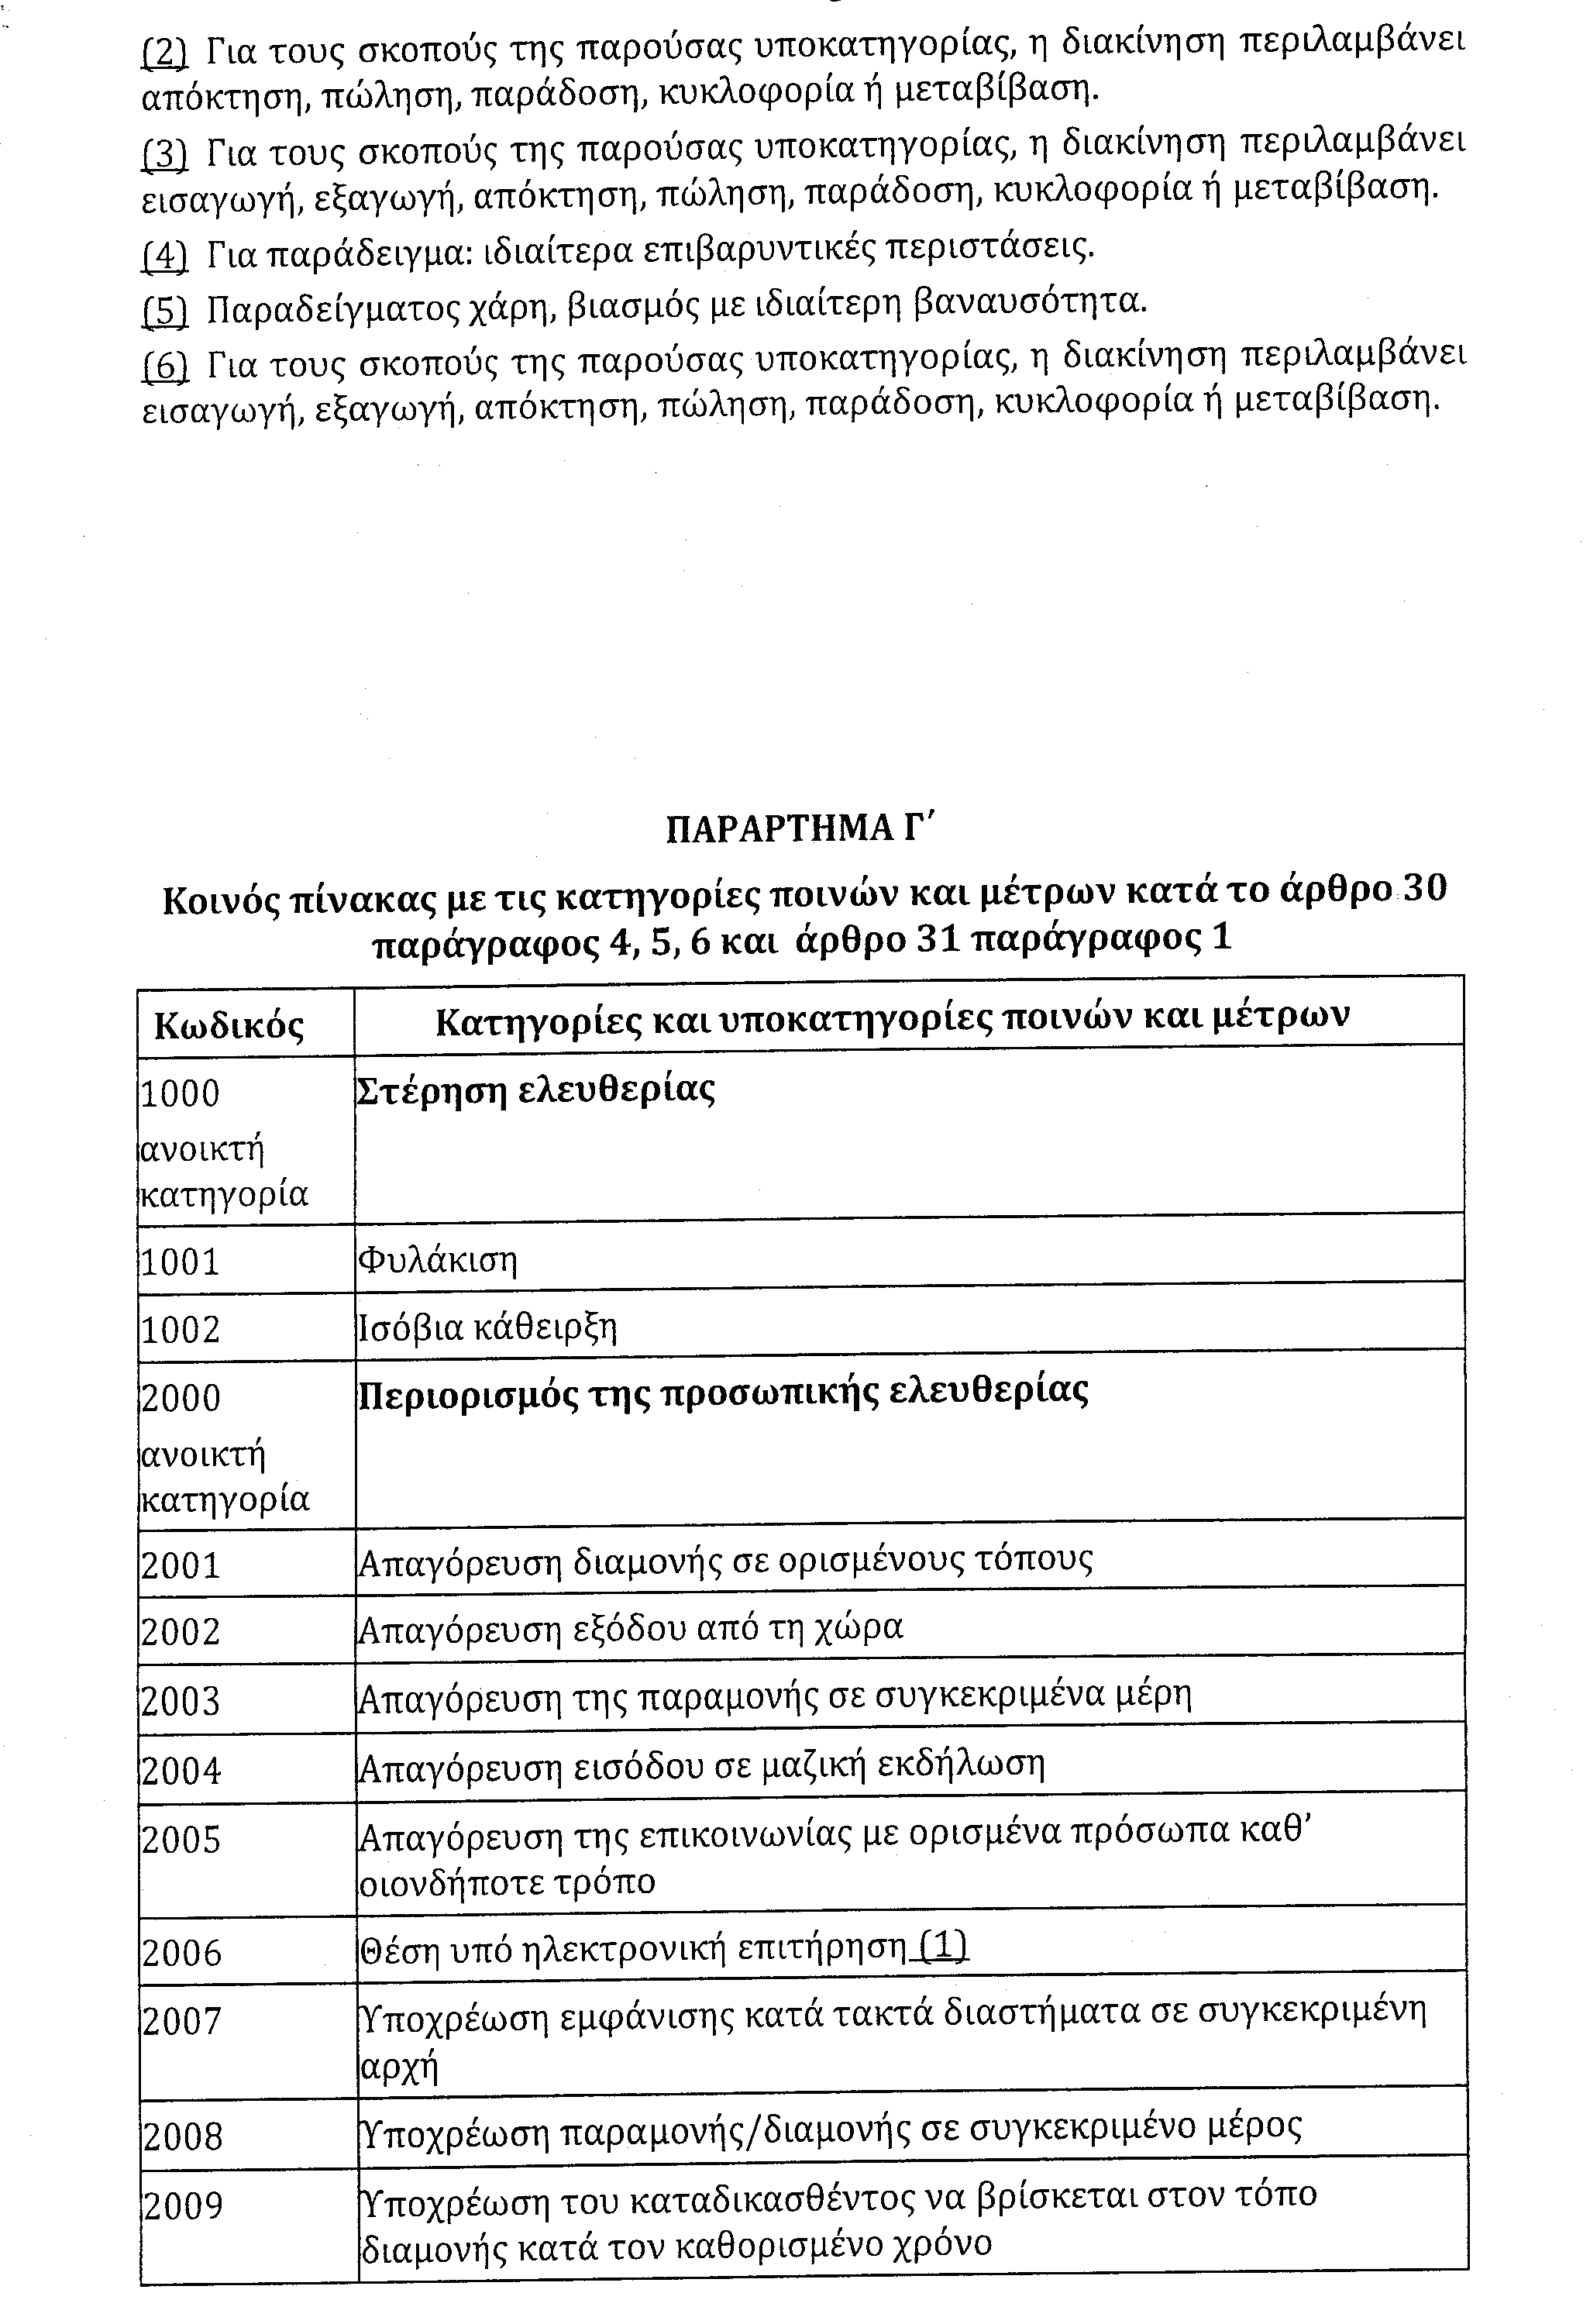 (2) Για τους σκοπούς της παρούσας υποκατηγορίας, η διακίνηση περιλαμβάνει
απόκτηση, πώληση, παράδοση, κυκλοφορία ή μεταβίβαση.
(3) Για τους σκοπούς της παρούσας υποκατηγορίας, η διακίνηση περιλαμβάνει
εισαγωγή, εξαγωγή, απόκτηση, πώληση, παράδοση, κυκλοφορία ή μεταβίβαση.
(4) Για παράδειγμα: ιδιαίτερα επιβαρυντικές περιστάσεις.
(5) Παραδείγματος χάρη, βιασμός με ιδιαίτερη βαναυσότητα.
(6) Για τους σκοπούς της παρούσας υποκατηγορίας, η διακίνηση περιλαμβάνει
εισαγωγή, εξαγωγή, απόκτηση, πώληση, παράδοση, κυκλοφορία ή μεταβίβαση.
ΠΑΡΑΡΤΗΜΑ Γ΄
Κοινός πίνακας με τις κατηγορίες ποινών και μέτρων κατά το άρθρο 30
παράγραφος 4, 5, 6 και άρθρο 31 παράγραφος 1
Κωδικός Κατηγορίες και υποκατηγορίες ποινών και μέτρων
1000 Στέρηση ελευθερίας
ανοικτή
κατηγορία
1001 Φυλάκιση
1002 Ισόβια κάθειρξη
2000 Περιορισμός της προσωπικής ελευθερίας
ανοικτή
κατηγορία
2001 Απαγόρευση διαμονής σε ορισμένους τόπους
2002 Απαγόρευση εξόδου από τη χώρα
2003 Απαγόρευση της παραμονής σε συγκεκριμένα μέρη
2004 Απαγόρευση εισόδου σε μαζική εκδήλωση
2005 Απαγόρευση της επικοινωνίας με ορισμένα πρόσωπα καθ’
οιονδήποτε τρόπο
2006 Θέση υπό ηλεκτρονική επιτήρηση (1)
2007 Υποχρέωση εμφάνισης κατά τακτά διαστήματα σε συγκεκριμένη
αρχή
2008 Υποχρέωση παραμονής/διαμονής σε συγκεκριμένο μέρος
2009 Υποχρέωση του καταδικασθέντος να βρίσκεται στον τόπο
διαμονής κατά τον καθορισμένο χρόνο